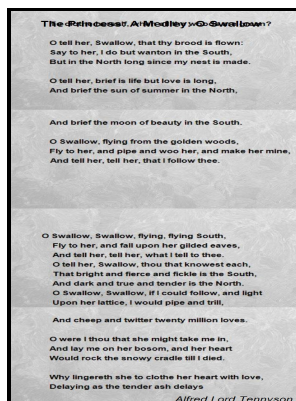 The Princess: A Medley: O Swallow
O tell her, Swallow, that thy brood is flown:
Say to her, I do but wanton in the South,
But in the North long since my nest is made.
O tell her, brief is life but love is long,
And brief the sun of summer in the North,
And brief the moon of beauty in the South.
O Swallow, flying from the golden woods,
Fly to her, and pipe and woo her, and make her mine,
And tell her, tell her, that I follow thee.
O Swallow, Swallow, flying, flying South,
Fly to her, and fall upon her gilded eaves,
And tell her, tell her, what I tell to thee.
O tell her, Swallow, thou that knowest each,
That bright and fierce and fickle is the South,
And dark and true and tender is the North.
O Swallow, Swallow, if I could follow, and light
Upon her lattice, I would pipe and trill,
And cheep and twitter twenty million loves.
O were I thou that she might take me in,
And lay me on her bosom, and her heart
Would rock the snowy cradle till I died.
Why lingereth she to clothe her heart with love,
Delaying as the tender ash delays
Alfred Lord Tennyson